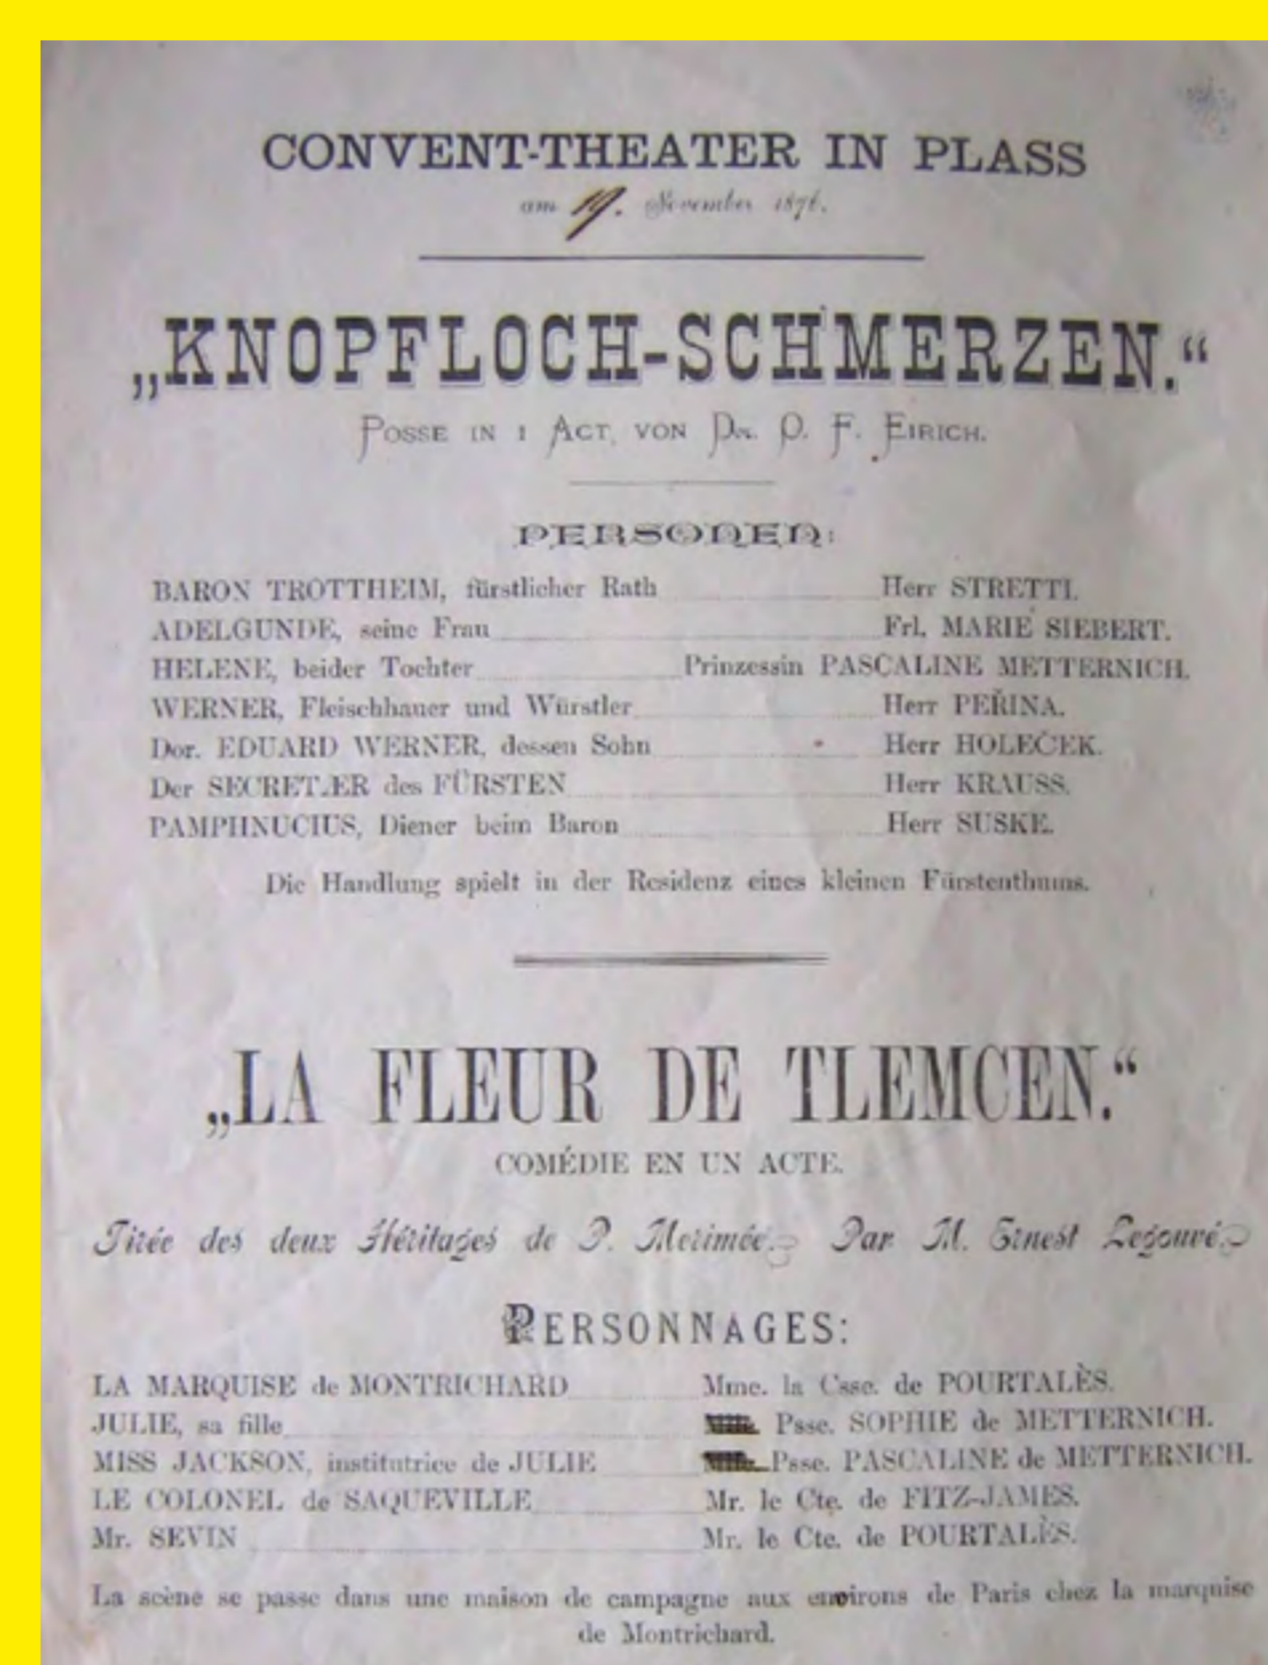 CONVENT-THEATER IN PLASS
am 19. November 1876.
„KNOPFLOCH-SCHMERZEN.“
POSSE IN 1 ACT, VON DR. O. F. EIRICH.
PERSONEN:
BARON TROTTHEIM, fürstlicher Rath Herr STRETTI.
ADELGUNDE, seine Frau Frl. MARIE SIEBERT.
HELENE, beider Tochter Prinzessin PASCALINE METTERNICH.
WERNER, Fleischhauer und Würstler Herr PEŘINA.
Dor. EDUARD WERNER, dessen Sohn Herr HOLEČEK.
Der SECRETÆR des FÜRSTEN Herr KRAUSS.
PAMPHNUCIUS, Diener beim Baron Herr SUSKE.
Die Handlung spielt in der Residenz eines kleinen Fürstenthums.
„LA FLEUR DE TLEMCEN.“
COMÉDIE EN UN ACTE.
Tirée des deux Héritages de P. Merimée. Par M. Ernest Legouvé.
PERSONNAGES:
LA MARQUISE de MONTRICHARD Mme. la Csse. de POURTALÈS.
JULIE, sa fille Psse. SOPHIE de METTERNICH.
MISS JACKSON, institutrice de JULIE Psse. PASCALINE de METTERNICH.
LE COLONEL de SAQUEVILLE Mr. le Cte. de FITZ-JAMES.
Mr. SEVIN Mr. le Cte. de POURTALÈS.
La scène se passe dans une maison de campagne aux environs de Paris chez la marquise
de Montrichard.